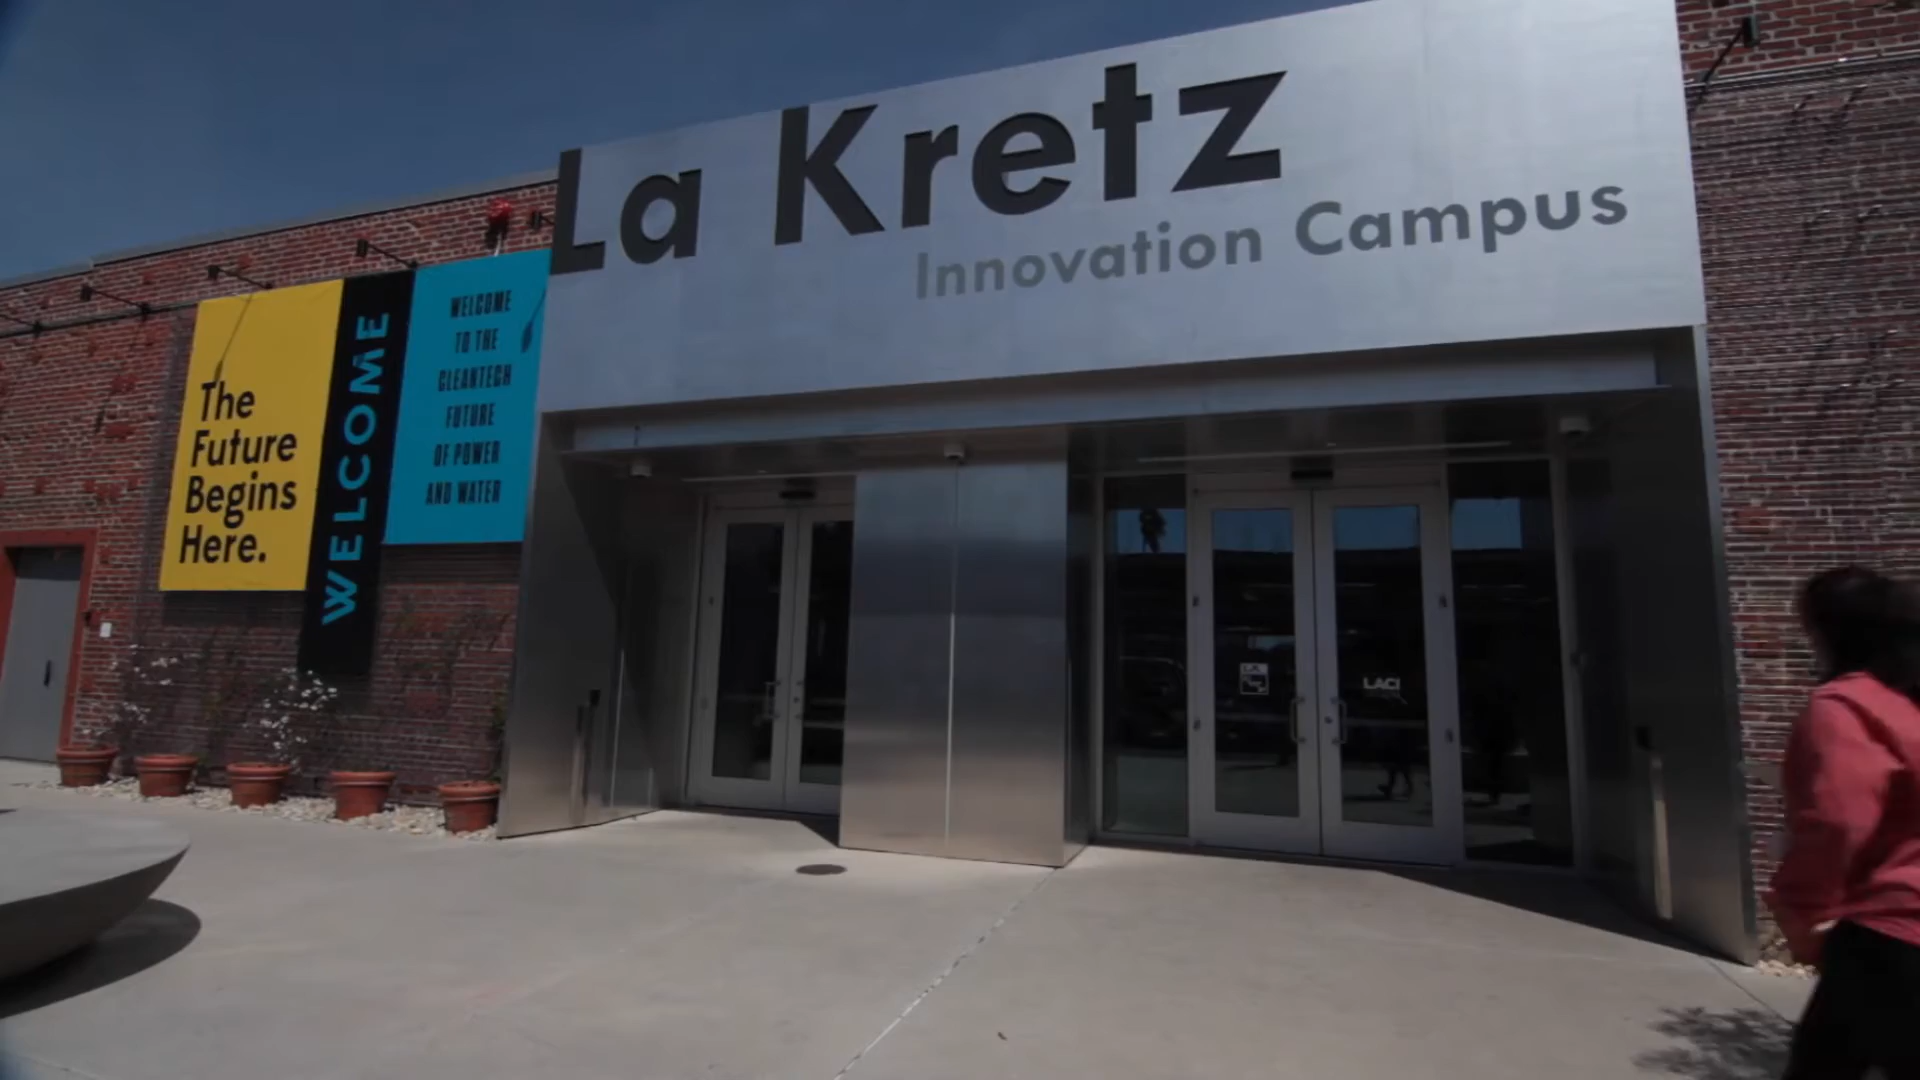 La Kretz
Innovation Campus
The
Future
Begins
Here.
WELCOME
WELCOME
TO THE
CLEANTECH
FUTURE
OF POWER
AND WATER
LA
LACI